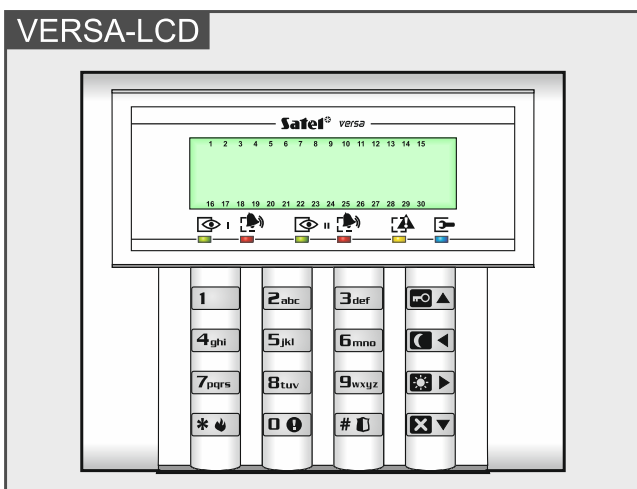 VERSA-LCD
Satel versa
1 2 3 4 5 6 7 8 9 10 11 12 13 14 15
16 17 18 19 20 21 22 23 24 25 26 27 28 29 30
I II
1 2abc 3def
4ghi 5jkl 6mno
7pqrs 8tuv 9wxyz
* 0 #